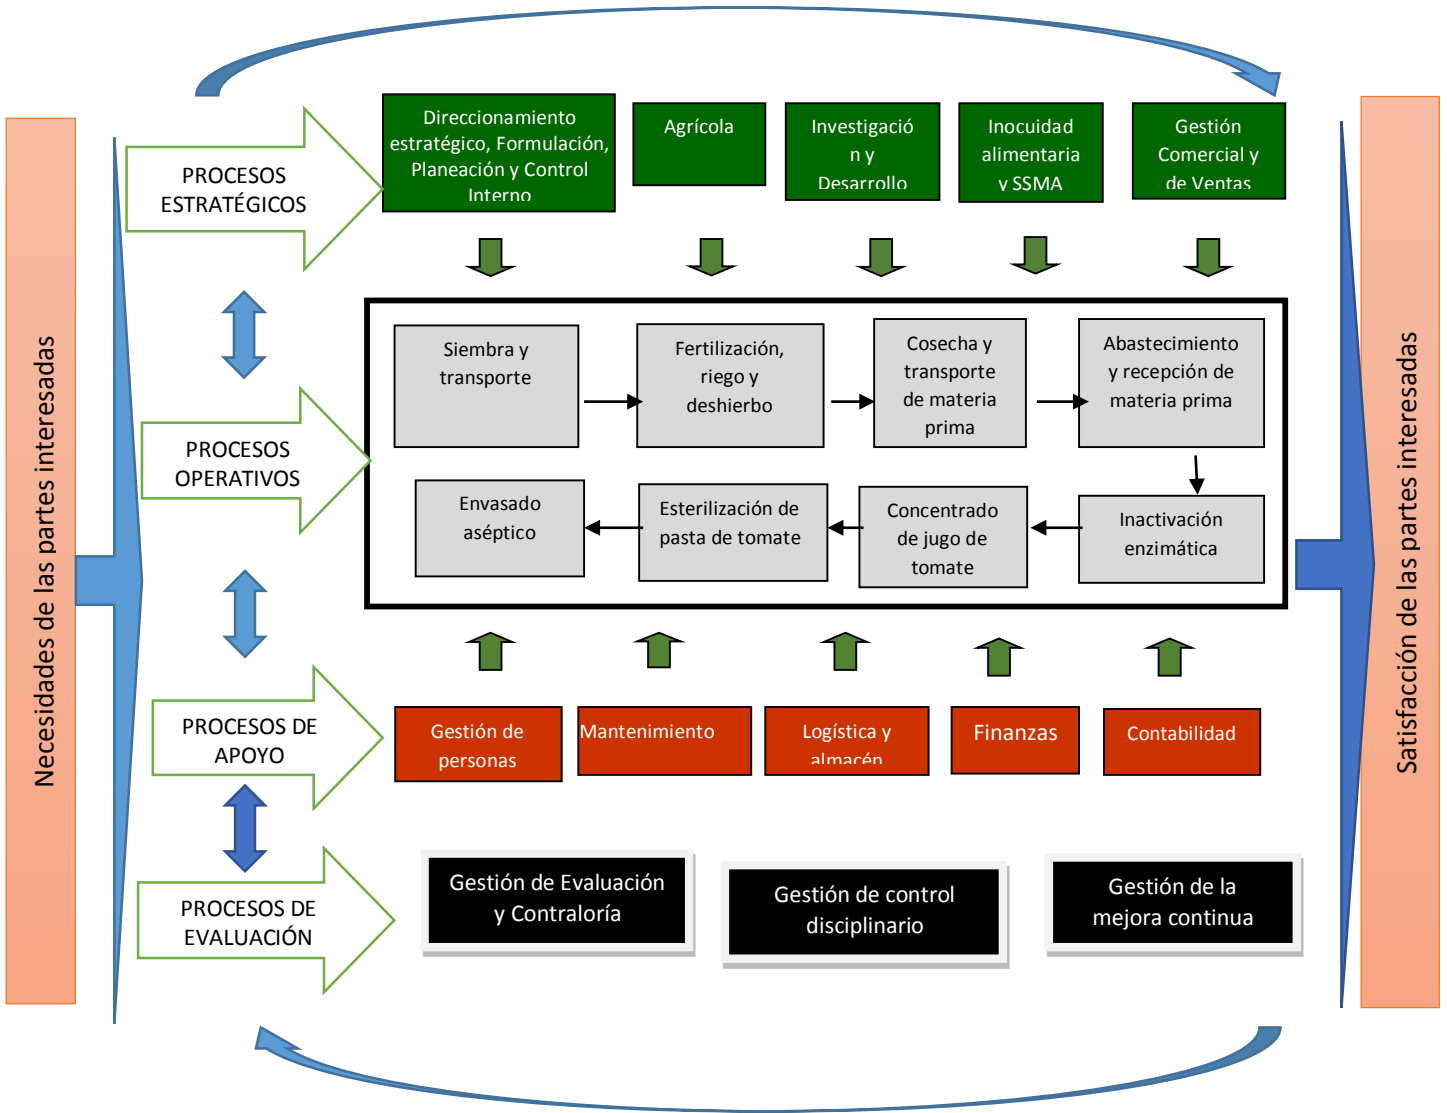 Necesidades de las partes interesadas
PROCESOS
ESTRATÉGICOS
Direccionamiento
estratégico, Formulación,
Planeación y Control
Interno
Agrícola
Investigació
n y
Desarrollo
Inocuidad
alimentaria
y SSMA
Gestión
Comercial y
de Ventas
PROCESOS
OPERATIVOS
Siembra y
transporte
Fertilización,
riego y
deshierbo
Cosecha y
transporte
de materia
prima
Abastecimiento
y recepción de
materia prima
Envasado
aséptico
Esterilización de
pasta de tomate
Concentrado
de jugo de
tomate
Inactivación
enzimática
PROCESOS DE
APOYO
Gestión de
personas
Mantenimiento
Logística y
almacén
Finanzas
Contabilidad
PROCESOS DE
EVALUACIÓN
Gestión de Evaluación
y Contraloría
Gestión de control
disciplinario
Gestión de la
mejora continua
Satisfacción de las partes interesadas